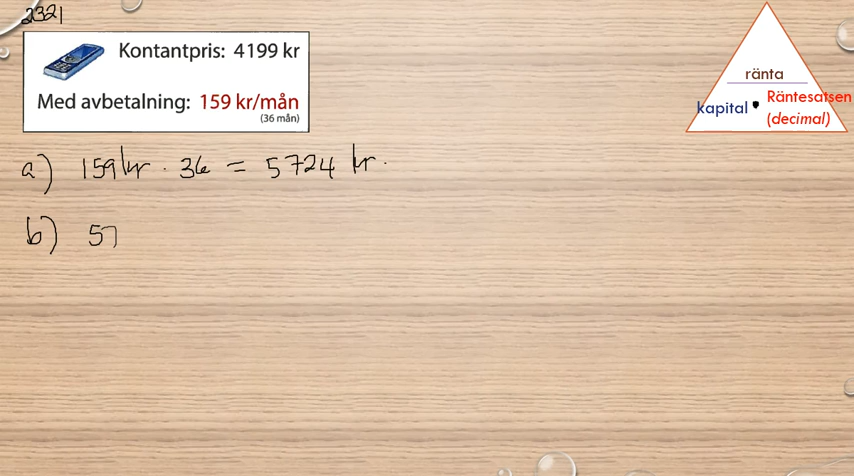 2321
Kontantpris: 4199 kr
Med avbetalning: 159 kr/mån
(36 mån)
ränta
kapital • Räntesatsen
(decimal)
a) 159 kr · 36 = 5724 kr.
b) 57